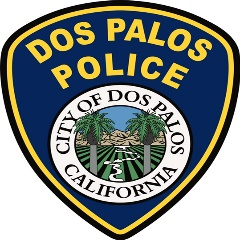 DOS PALOS
POLICE
CITY OF DOS PALOS
CALIFORNIA